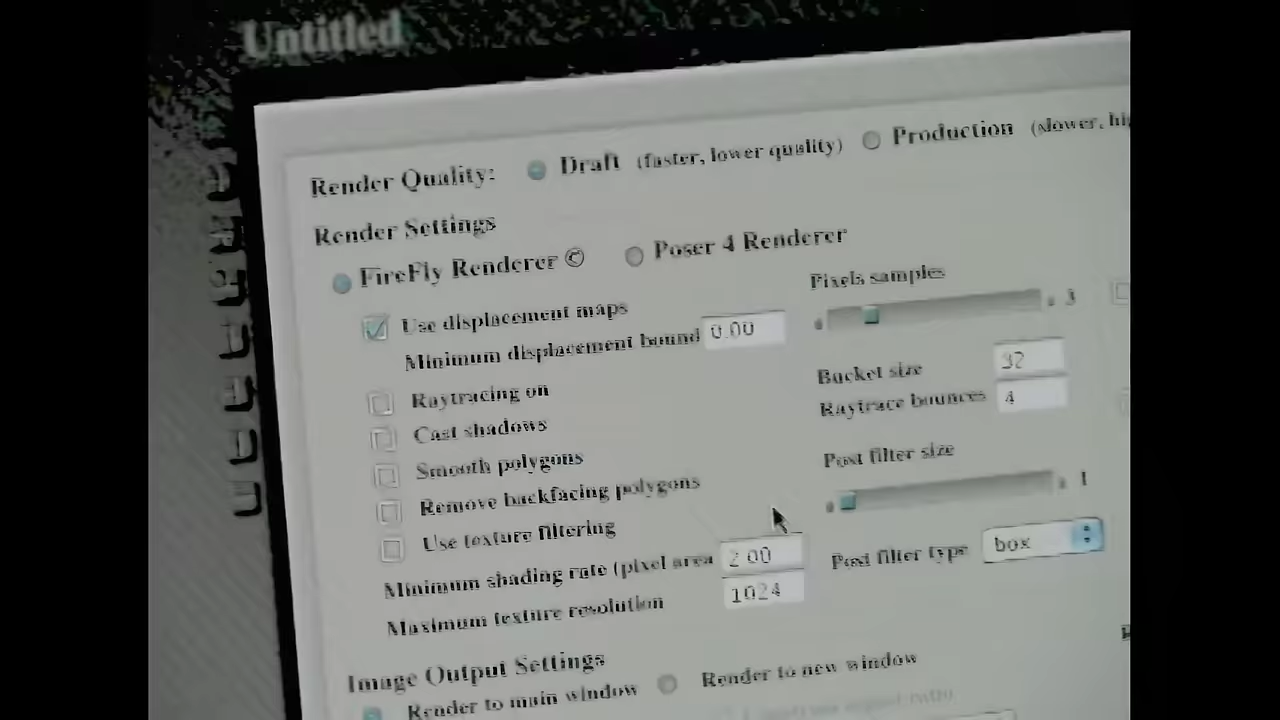 Untitled
Render Quality: Draft (faster, lower quality) Production (slower,
Render Settings
FireFly Renderer © Poser 4 Renderer
Use displacement maps
Minimum displacement bound 0.00
Raytracing on
Cast shadows
Smooth polygons
Remove backfacing polygons
Use texture filtering
Minimum shading rate (pixel area 2.00
Maximum texture resolution 1024
Pixels samples
3
Bucket size 32
Raytrace bounces 4
Post filter size
1
Post filter type box
Image Output Settings
Render to main window Render to new window